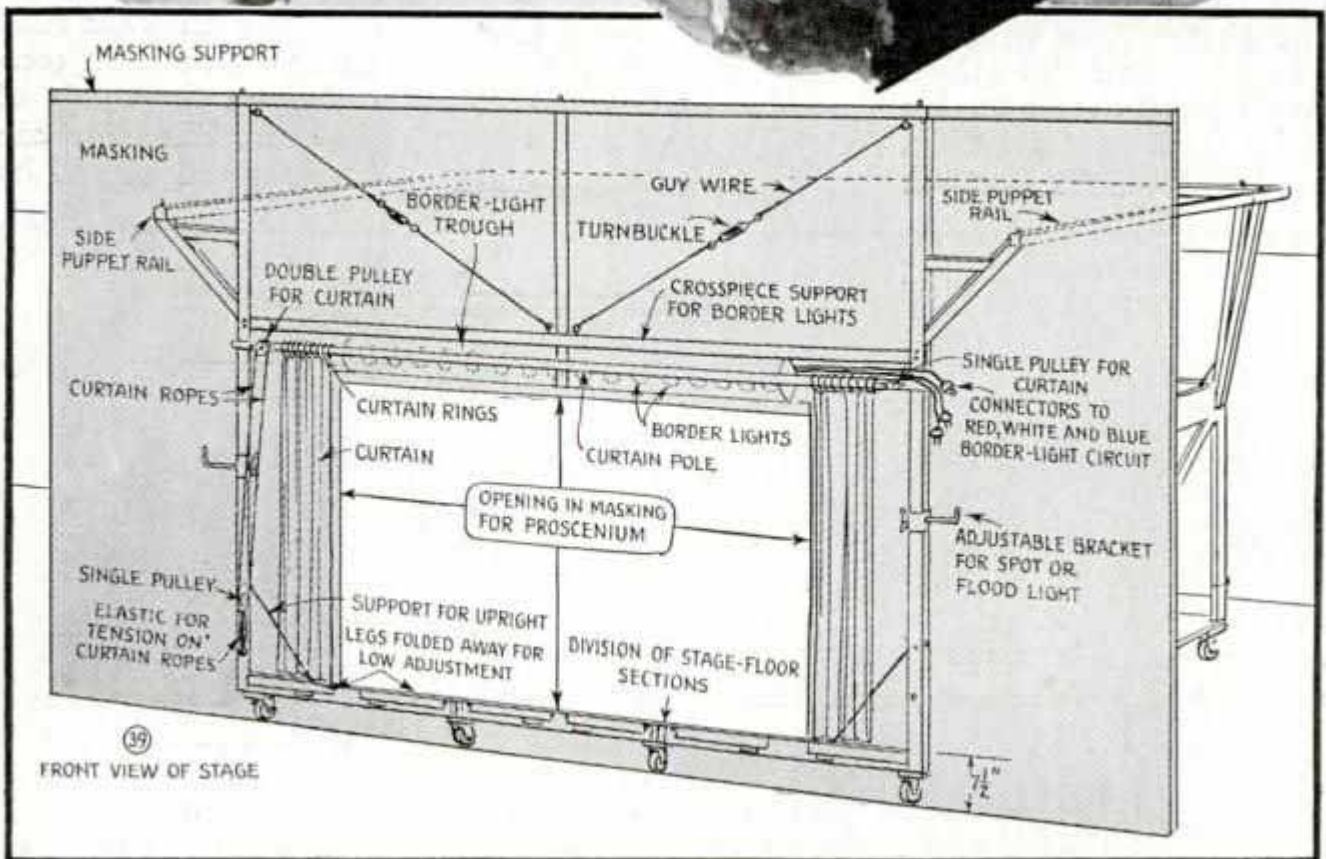 MASKING SUPPORT
MASKING
SIDE
PUPPET RAIL
BORDER-LIGHT
TROUGH
GUY WIRE
TURNBUCKLE
SIDE PUPPET
RAIL
DOUBLE PULLEY
FOR CURTAIN
CROSSPIECE SUPPORT
FOR BORDER LIGHTS
CURTAIN ROPES
CURTAIN RINGS
CURTAIN
BORDER LIGHTS
CURTAIN POLE
SINGLE PULLEY FOR
CURTAIN
CONNECTORS TO
RED, WHITE AND BLUE
BORDER-LIGHT CIRCUIT
OPENING IN MASKING
FOR PROSCENIUM
ADJUSTABLE BRACKET
FOR SPOT OR
FLOOD LIGHT
SINGLE PULLEY
ELASTIC FOR
TENSION ON
CURTAIN ROPES
SUPPORT FOR UPRIGHT
LEGS FOLDED AWAY FOR
LOW ADJUSTMENT
DIVISION OF STAGE-FLOOR
SECTIONS
39
FRONT VIEW OF STAGE
7½"